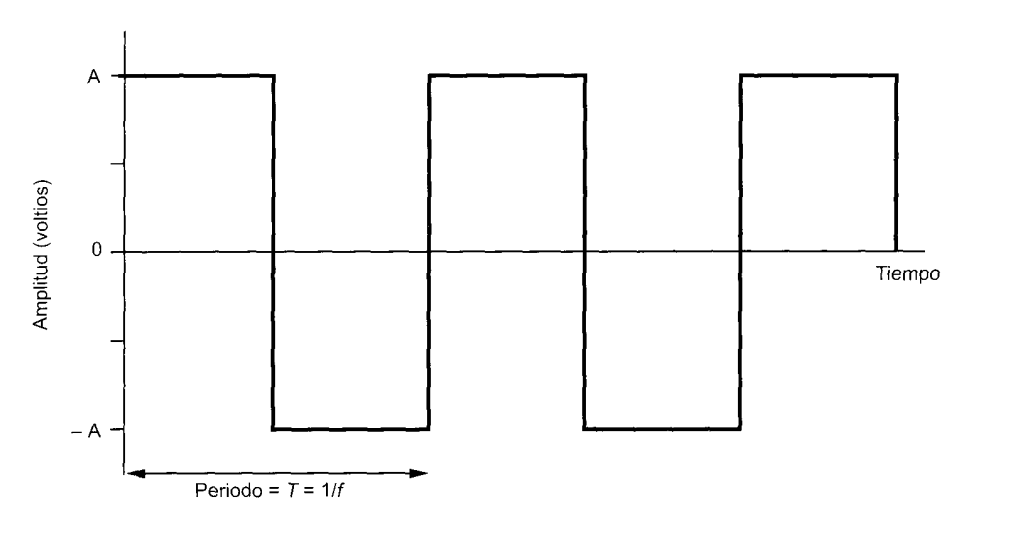 A
Amplitud (voltios)
0
Tiempo
– A
Periodo = T = 1/f